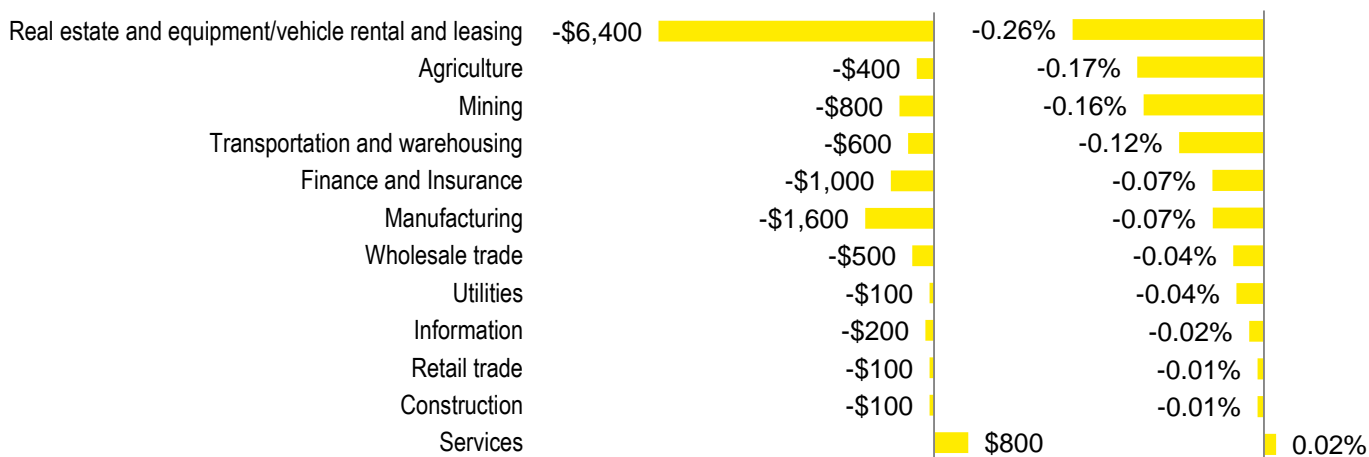 Real estate and equipment/vehicle rental and leasing -$6,400 -0.26%
Agriculture -$400 -0.17%
Mining -$800 -0.16%
Transportation and warehousing -$600 -0.12%
Finance and Insurance -$1,000 -0.07%
Manufacturing -$1,600 -0.07%
Wholesale trade -$500 -0.04%
Utilities -$100 -0.04%
Information -$200 -0.02%
Retail trade -$100 -0.01%
Construction -$100 -0.01%
Services $800 0.02%